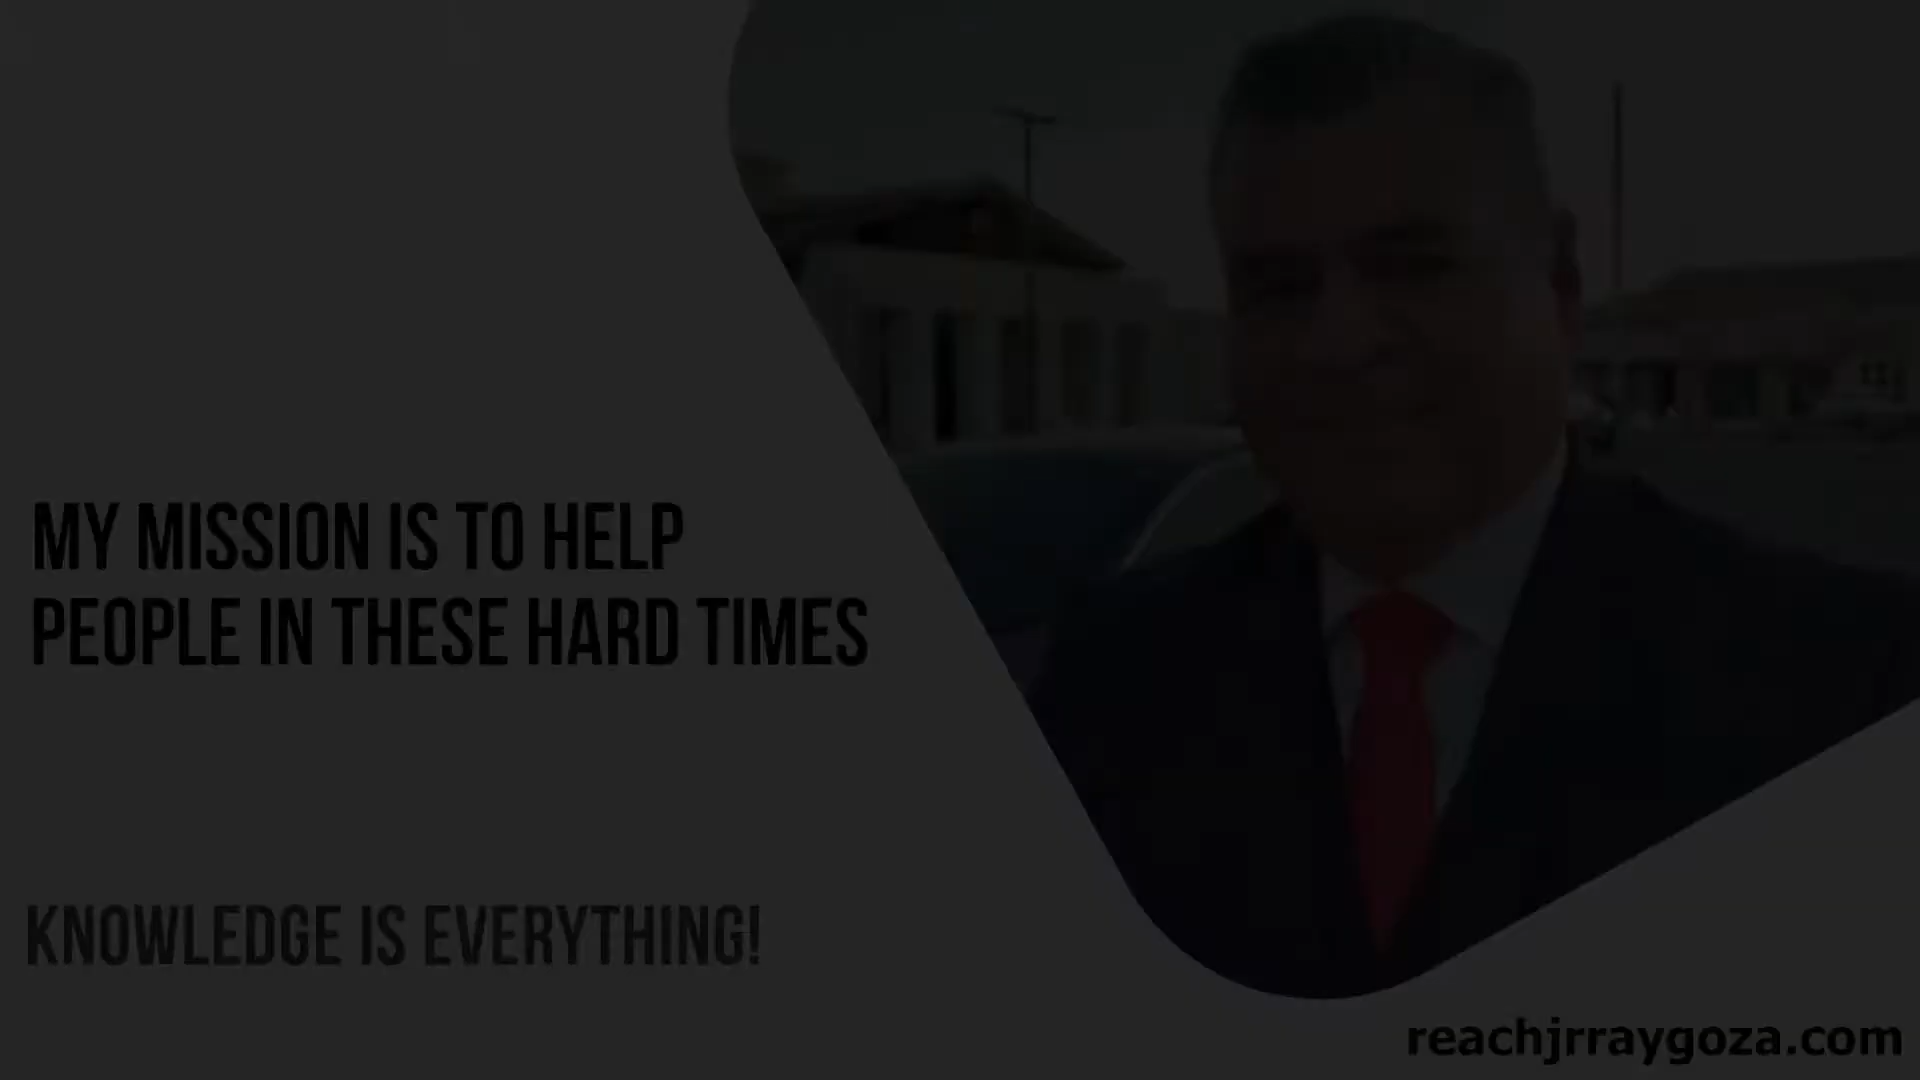 MY MISSION IS TO HELP
PEOPLE IN THESE HARD TIMES
KNOWLEDGE IS EVERYTHING!
reachjrraygoza.com